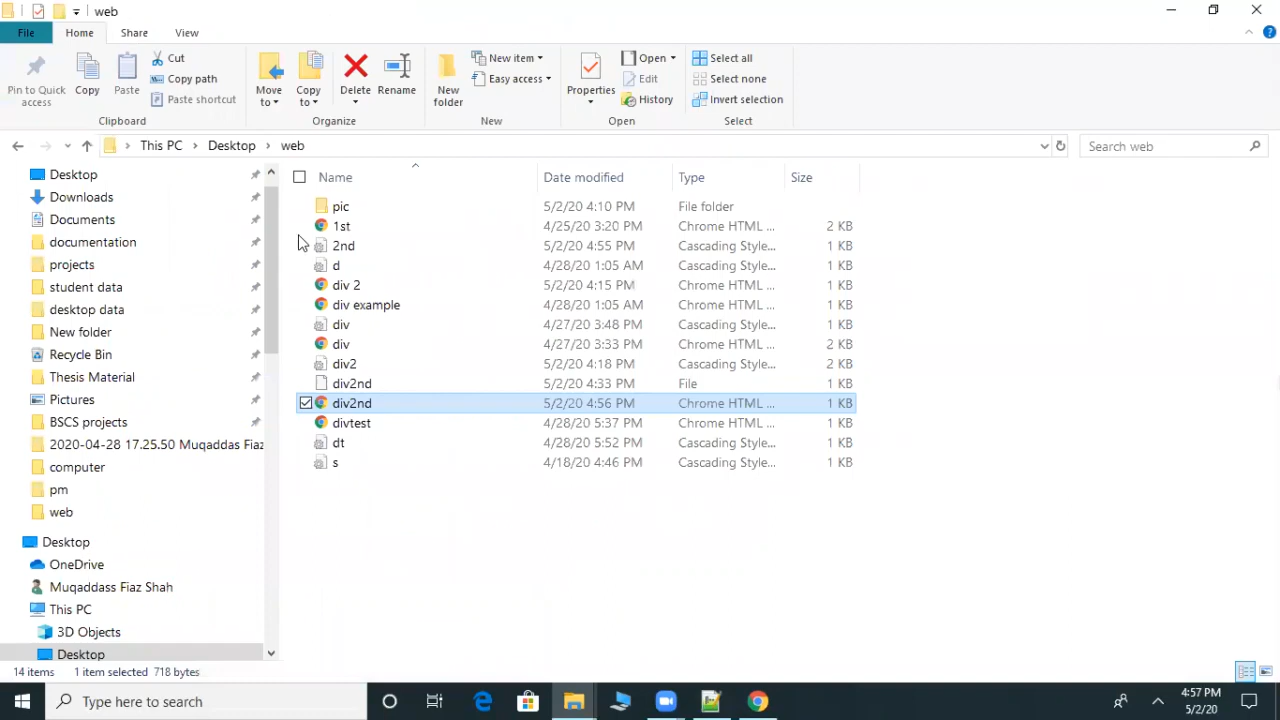 web
File Home Share View
Pin to Quick access
Copy
Paste
Cut
Copy path
Paste shortcut
Clipboard
Move to
Copy to
Delete
Rename
Organize
New folder
New item
Easy access
New
Properties
Open
Edit
History
Open
Select all
Select none
Invert selection
Select
This PC > Desktop > web
Search web
Desktop
Downloads
Documents
documentation
projects
student data
desktop data
New folder
Recycle Bin
Thesis Material
Pictures
BSCS projects
2020-04-28 17.25.50 Muqaddas Fiaz
computer
pm
web
Desktop
OneDrive
Muqaddass Fiaz Shah
This PC
3D Objects
Desktop
Name Date modified Type Size
pic 5/2/20 4:10 PM File folder
1st 4/25/20 3:20 PM Chrome HTML ... 2 KB
2nd 5/2/20 4:55 PM Cascading Style... 1 KB
d 4/28/20 1:05 AM Cascading Style... 1 KB
div 2 5/2/20 4:15 PM Chrome HTML ... 1 KB
div example 4/28/20 1:05 AM Chrome HTML ... 1 KB
div 4/27/20 3:48 PM Cascading Style... 1 KB
div 4/27/20 3:33 PM Chrome HTML ... 2 KB
div2 5/2/20 4:18 PM Cascading Style... 2 KB
div2nd 5/2/20 4:33 PM File 1 KB
div2nd 5/2/20 4:56 PM Chrome HTML ... 1 KB
divtest 4/28/20 5:37 PM Chrome HTML ... 1 KB
dt 4/28/20 5:52 PM Cascading Style... 1 KB
s 4/18/20 4:46 PM Cascading Style... 1 KB
14 items 1 item selected 718 bytes
Type here to search
4:57 PM
5/2/20